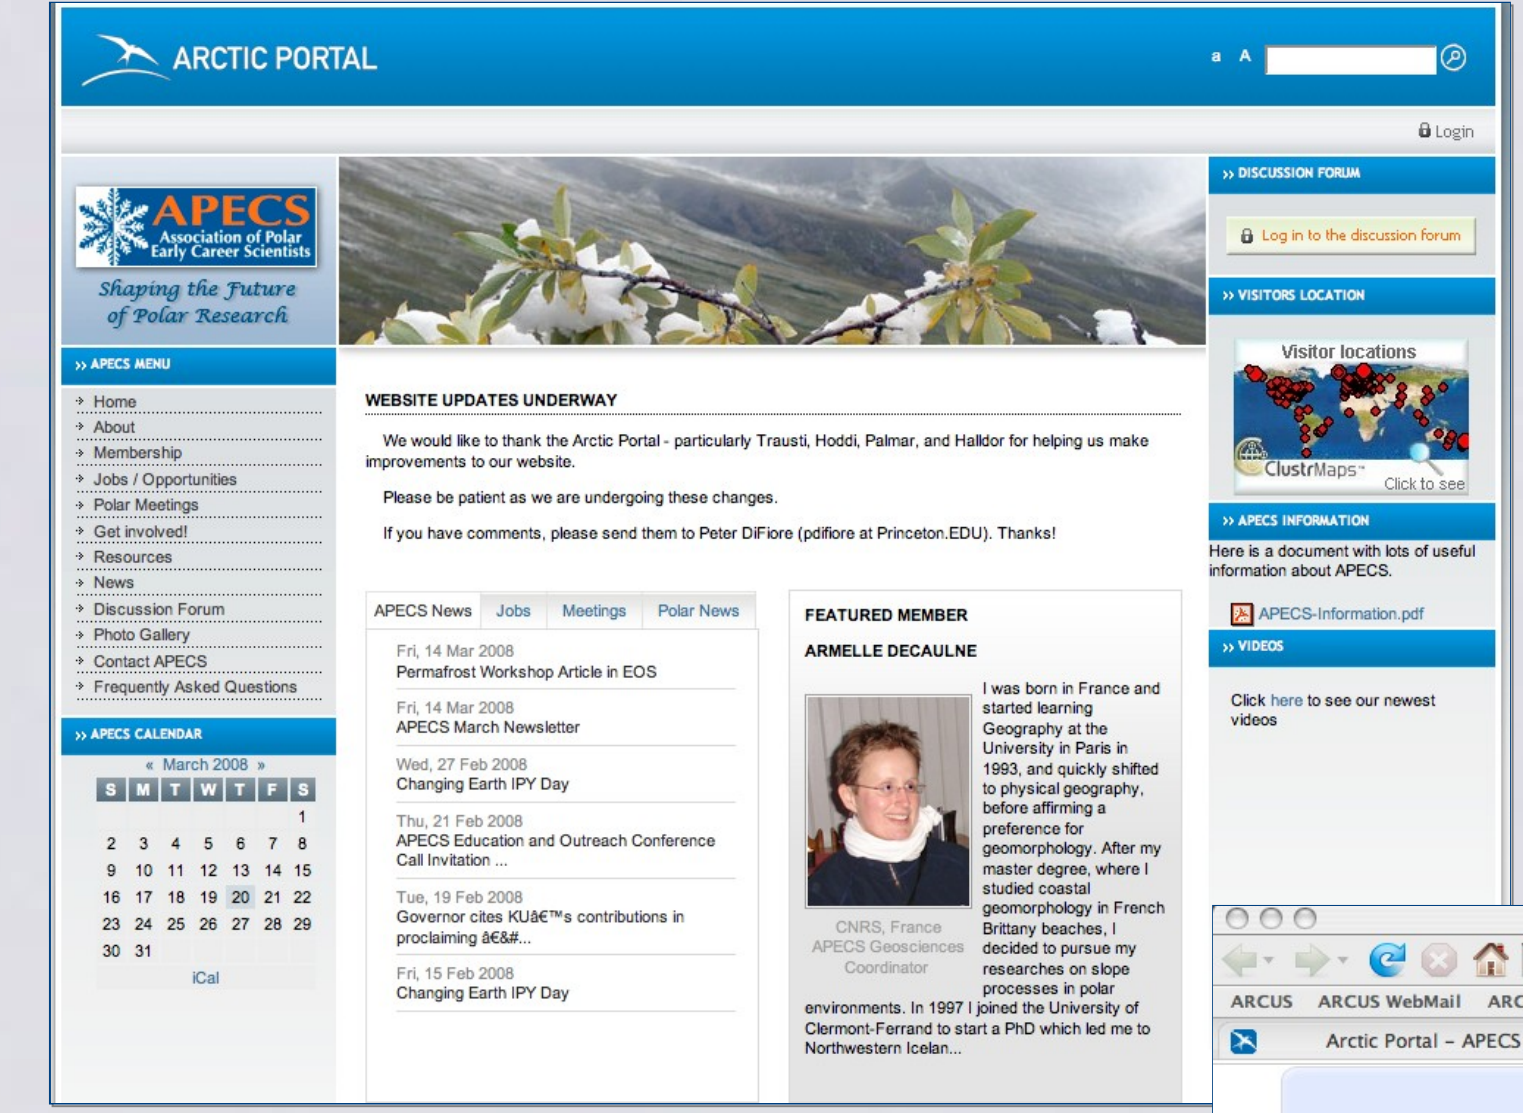 ARCTIC PORTAL
a A
Login
APECS
Association of Polar
Early Career Scientists
Shaping the Future
of Polar Research
›› APECS MENU
Home
About
Membership
Jobs / Opportunities
Polar Meetings
Get involved!
Resources
News
Discussion Forum
Photo Gallery
Contact APECS
Frequently Asked Questions
›› APECS CALENDAR
« March 2008 »
S M T W T F S
1
2 3 4 5 6 7 8
9 10 11 12 13 14 15
16 17 18 19 20 21 22
23 24 25 26 27 28 29
30 31
iCal
WEBSITE UPDATES UNDERWAY
We would like to thank the Arctic Portal - particularly Trausti, Hoddi, Palmar, and Halldor for helping us make
improvements to our website.
Please be patient as we are undergoing these changes.
If you have comments, please send them to Peter DiFiore (pdifiore at Princeton.EDU). Thanks!
APECS News Jobs Meetings Polar News
Fri, 14 Mar 2008
Permafrost Workshop Article in EOS
Fri, 14 Mar 2008
APECS March Newsletter
Wed, 27 Feb 2008
Changing Earth IPY Day
Thu, 21 Feb 2008
APECS Education and Outreach Conference
Call Invitation ...
Tue, 19 Feb 2008
Governor cites KUâ€™s contributions in
proclaiming â€&#...
Fri, 15 Feb 2008
Changing Earth IPY Day
FEATURED MEMBER
ARMELLE DECAULNE
I was born in France and
started learning
Geography at the
University in Paris in
1993, and quickly shifted
to physical geography,
before affirming a
preference for
geomorphology. After my
master degree, where I
studied coastal
geomorphology in French
Brittany beaches, I
decided to pursue my
researches on slope
processes in polar
environments. In 1997 I joined the University of
Clermont-Ferrand to start a PhD which led me to
Northwestern Icelan...
CNRS, France
APECS Geosciences
Coordinator
›› DISCUSSION FORUM
Log in to the discussion forum
›› VISITORS LOCATION
Visitor locations
ClustrMaps™
Click to see
›› APECS INFORMATION
Here is a document with lots of useful
information about APECS.
APECS-Information.pdf
›› VIDEOS
Click here to see our newest
videos
ARCUS ARCUS WebMail ARC
Arctic Portal – APECS